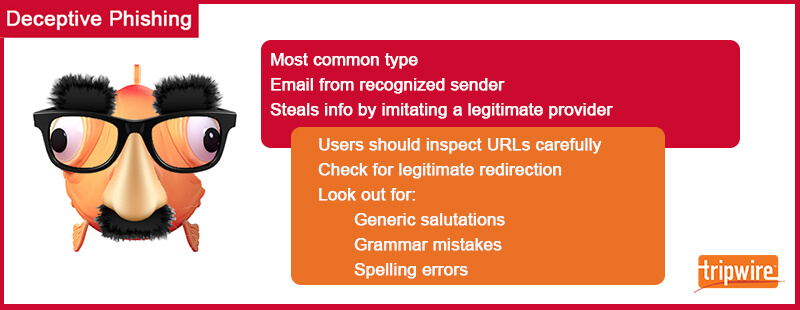 Deceptive Phishing
Most common type
Email from recognized sender
Steals info by imitating a legitimate provider
Users should inspect URLs carefully
Check for legitimate redirection
Look out for:
Generic salutations
Grammar mistakes
Spelling errors
tripwire